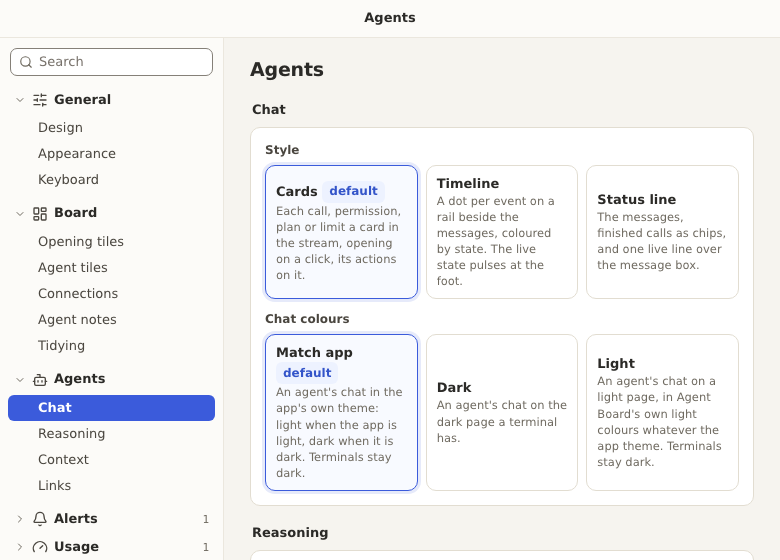 Agents
Search
General
Design
Appearance
Keyboard
Board
Opening tiles
Agent tiles
Connections
Agent notes
Tidying
Agents
Chat
Reasoning
Context
Links
Alerts 1
Usage 1
Agents
Chat
Style
Cards default
Each call, permission,
plan or limit a card in
the stream, opening
on a click, its actions
on it.
Timeline
A dot per event on a
rail beside the
messages, coloured
by state. The live
state pulses at the
foot.
Status line
The messages,
finished calls as chips,
and one live line over
the message box.
Chat colours
Match app
default
An agent's chat in the
app's own theme:
light when the app is
light, dark when it is
dark. Terminals stay
dark.
Dark
An agent's chat on the
dark page a terminal
has.
Light
An agent's chat on a
light page, in Agent
Board's own light
colours whatever the
app theme. Terminals
stay dark.
Reasoning